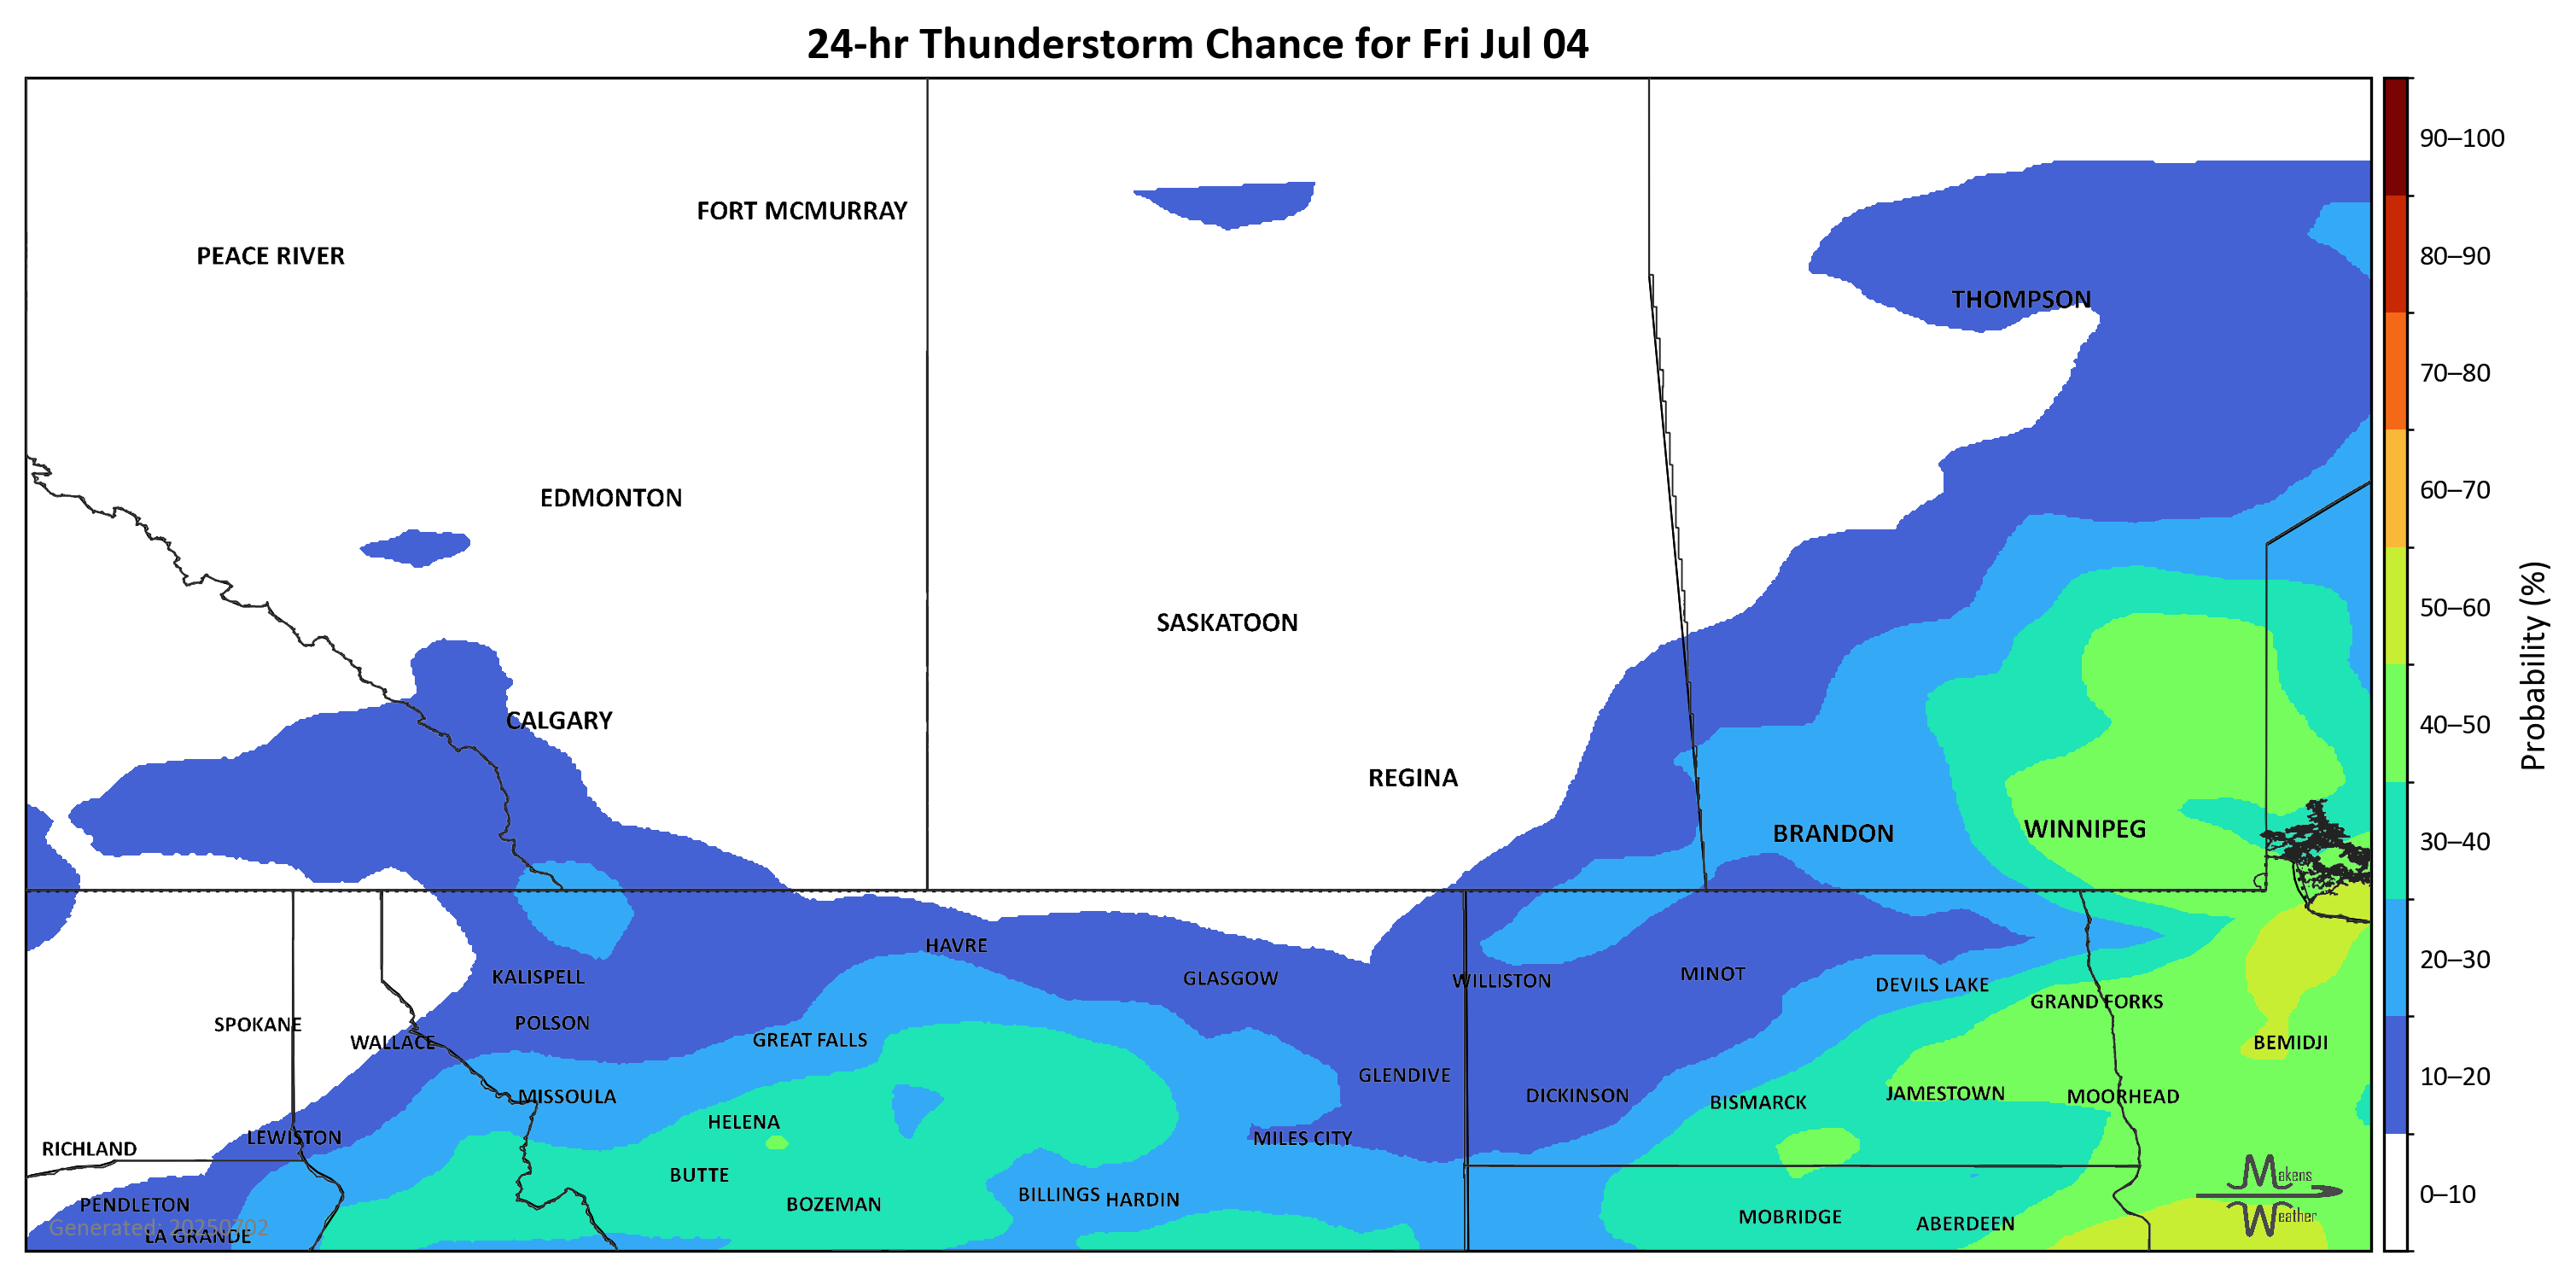 24-hr Thunderstorm Chance for Fri Jul 04
90–100
FORT MCMURRAY
PEACE RIVER
80–90
THOMPSON
70–80
EDMONTON
60–70
SASKATOON
50–60
Probability (%)
CALGARY
40–50
REGINA
WINNIPEG
BRANDON
30–40
HAVRE
20–30
KALISPELL
GLASGOW
WILLISTON
MINOT
DEVILS LAKE
GRAND FORKS
SPOKANE
POLSON
WALLACE
GREAT FALLS
BEMIDJI
GLENDIVE
10–20
MISSOULA
DICKINSON
BISMARCK
JAMESTOWN
MOORHEAD
HELENA
LEWISTON
MILES CITY
RICHLAND
BUTTE
Makens
BILLINGS
HARDIN
0–10
PENDLETON
BOZEMAN
MOBRIDGE
ABERDEEN
Weather
Generated: 20250702
LA GRANDE